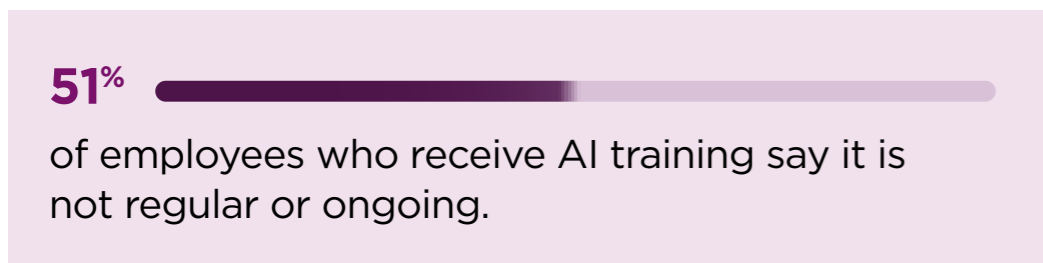 51%
of employees who receive AI training say it is
not regular or ongoing.